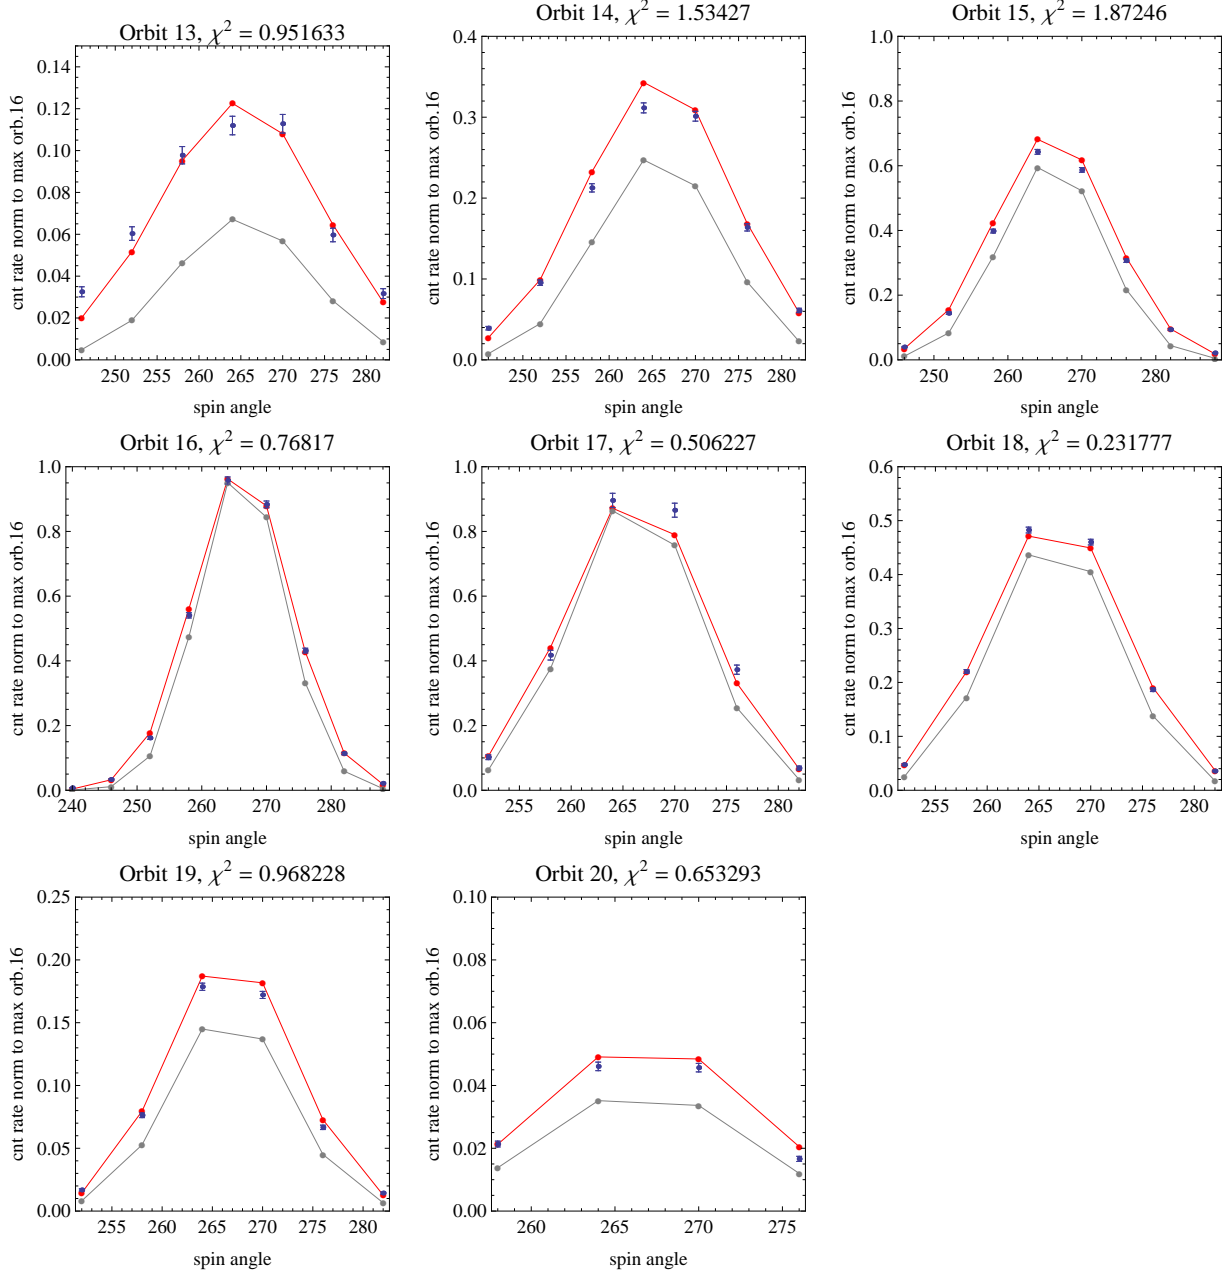 Orbit 13, χ² = 0.951633
cnt rate norm to max orb.16
0.14
0.12
0.10
0.08
0.06
0.04
0.02
0.00
250 255 260 265 270 275 280
spin angle
Orbit 14, χ² = 1.53427
cnt rate norm to max orb.16
0.4
0.3
0.2
0.1
0.0
250 255 260 265 270 275 280
spin angle
Orbit 15, χ² = 1.87246
cnt rate norm to max orb.16
1.0
0.8
0.6
0.4
0.2
0.0
250 260 270 280
spin angle
Orbit 16, χ² = 0.76817
cnt rate norm to max orb.16
1.0
0.8
0.6
0.4
0.2
0.0
240 250 260 270 280
spin angle
Orbit 17, χ² = 0.506227
cnt rate norm to max orb.16
1.0
0.8
0.6
0.4
0.2
0.0
255 260 265 270 275 280
spin angle
Orbit 18, χ² = 0.231777
cnt rate norm to max orb.16
0.6
0.5
0.4
0.3
0.2
0.1
0.0
255 260 265 270 275 280
spin angle
Orbit 19, χ² = 0.968228
cnt rate norm to max orb.16
0.25
0.20
0.15
0.10
0.05
0.00
255 260 265 270 275 280
spin angle
Orbit 20, χ² = 0.653293
cnt rate norm to max orb.16
0.10
0.08
0.06
0.04
0.02
0.00
260 265 270 275
spin angle